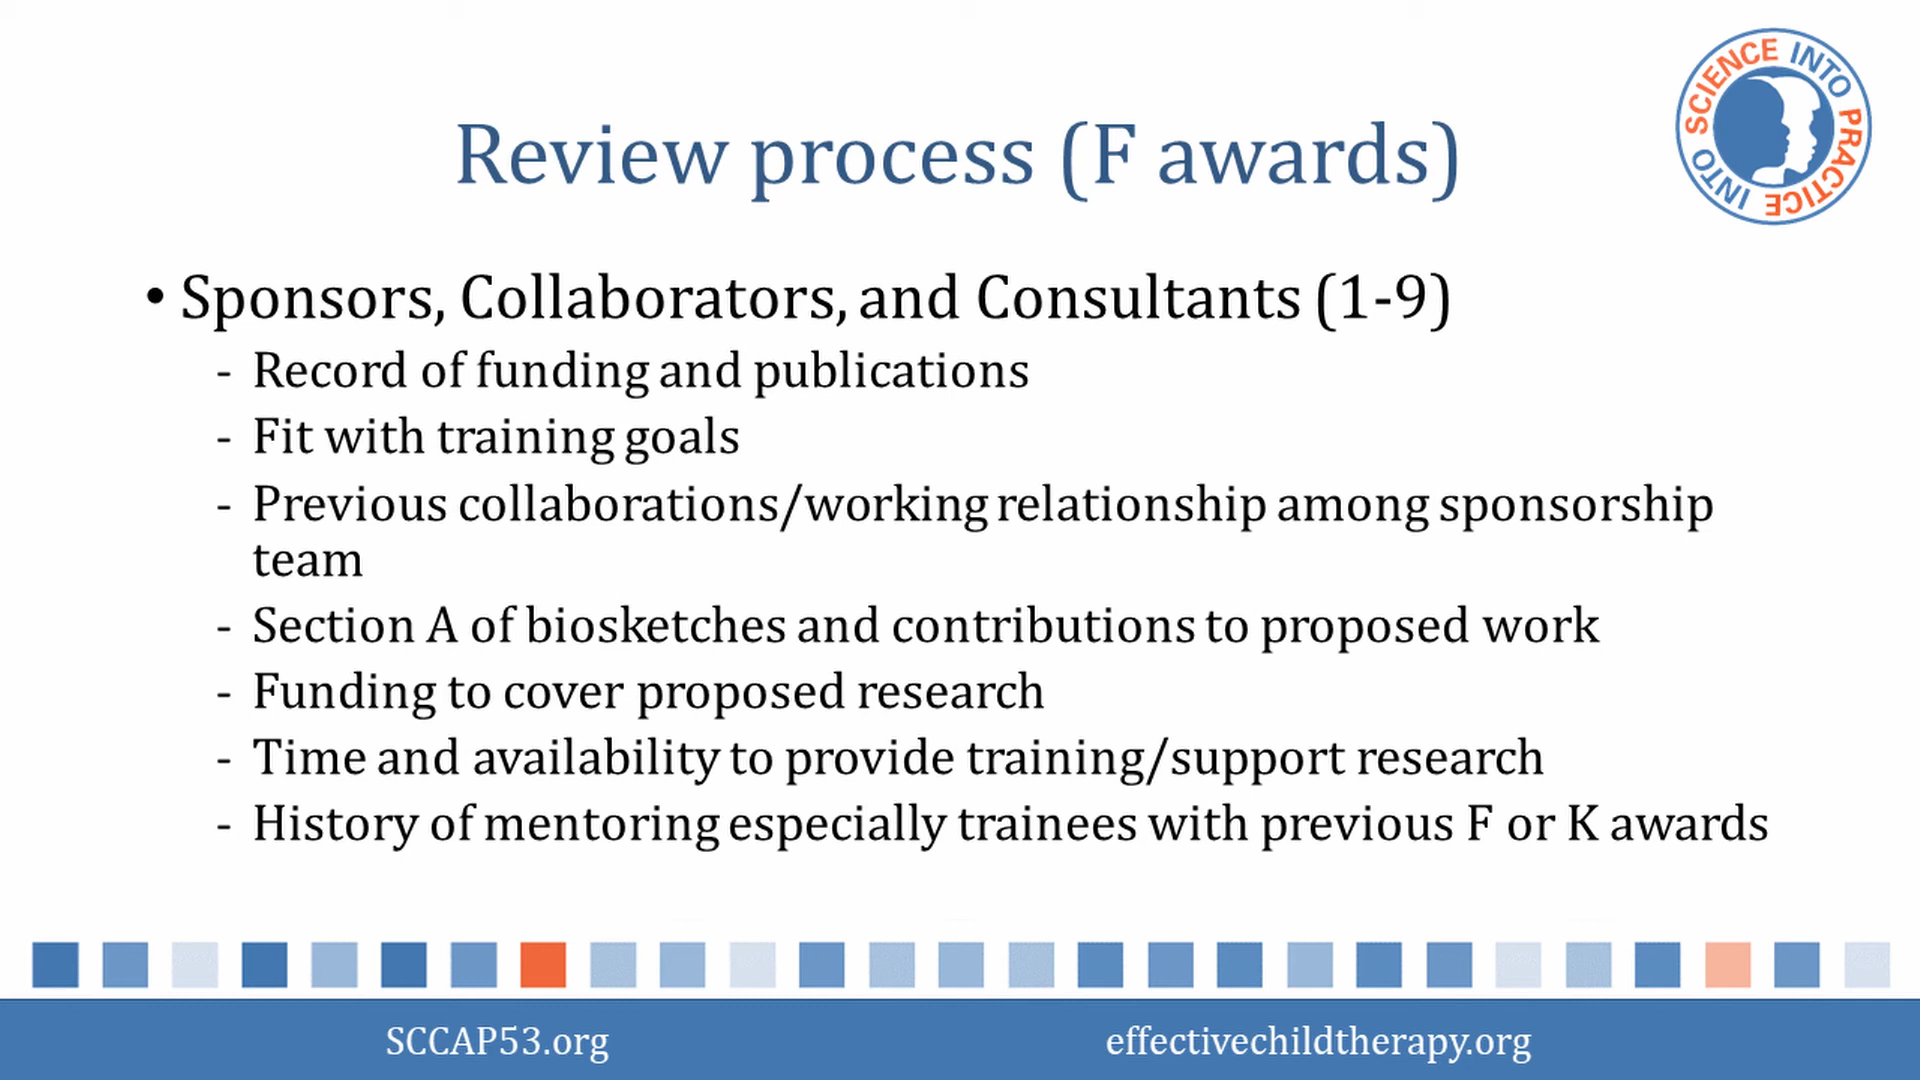 SCIENCE INTO PRACTICE INTO
Review process (F awards)
• Sponsors, Collaborators, and Consultants (1-9)
- Record of funding and publications
- Fit with training goals
- Previous collaborations/working relationship among sponsorship
team
- Section A of biosketches and contributions to proposed work
- Funding to cover proposed research
- Time and availability to provide training/support research
- History of mentoring especially trainees with previous F or K awards
SCCAP53.org
effectivechildtherapy.org